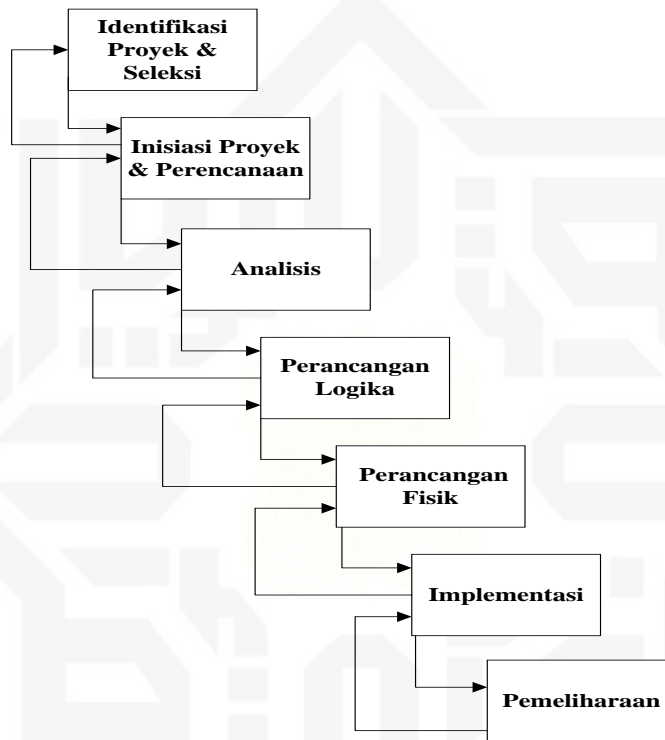 Identifikasi
Proyek &
Seleksi
Inisiasi Proyek
& Perencanaan
Analisis
Perancangan
Logika
Perancangan
Fisik
Implementasi
Pemeliharaan